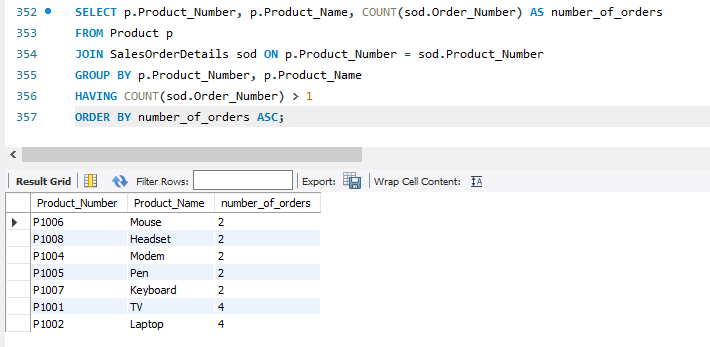 352 SELECT p.Product_Number, p.Product_Name, COUNT(sod.Order_Number) AS number_of_orders
353 FROM Product p
354 JOIN SalesOrderDetails sod ON p.Product_Number = sod.Product_Number
355 GROUP BY p.Product_Number, p.Product_Name
356 HAVING COUNT(sod.Order_Number) > 1
357 ORDER BY number_of_orders ASC;
Result Grid Filter Rows: Export: Wrap Cell Content:
Product_Number Product_Name number_of_orders
P1006 Mouse 2
P1008 Headset 2
P1004 Modem 2
P1005 Pen 2
P1007 Keyboard 2
P1001 TV 4
P1002 Laptop 4